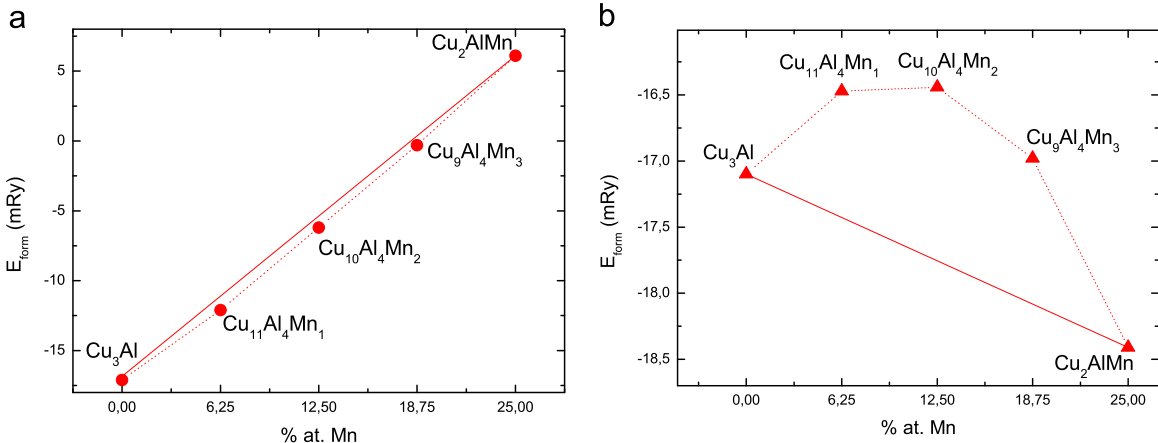 a
E_form (mRy)
5
0
-5
-10
-15
Cu₂AlMn
Cu₉Al₄Mn₃
Cu₁₀Al₄Mn₂
Cu₁₁Al₄Mn₁
Cu₃Al
0,00 6,25 12,50 18,75 25,00
% at. Mn
b
E_form (mRy)
-16,5
-17,0
-17,5
-18,0
-18,5
Cu₁₁Al₄Mn₁ Cu₁₀Al₄Mn₂
Cu₃Al
Cu₉Al₄Mn₃
Cu₂AlMn
0,00 6,25 12,50 18,75 25,00
% at. Mn